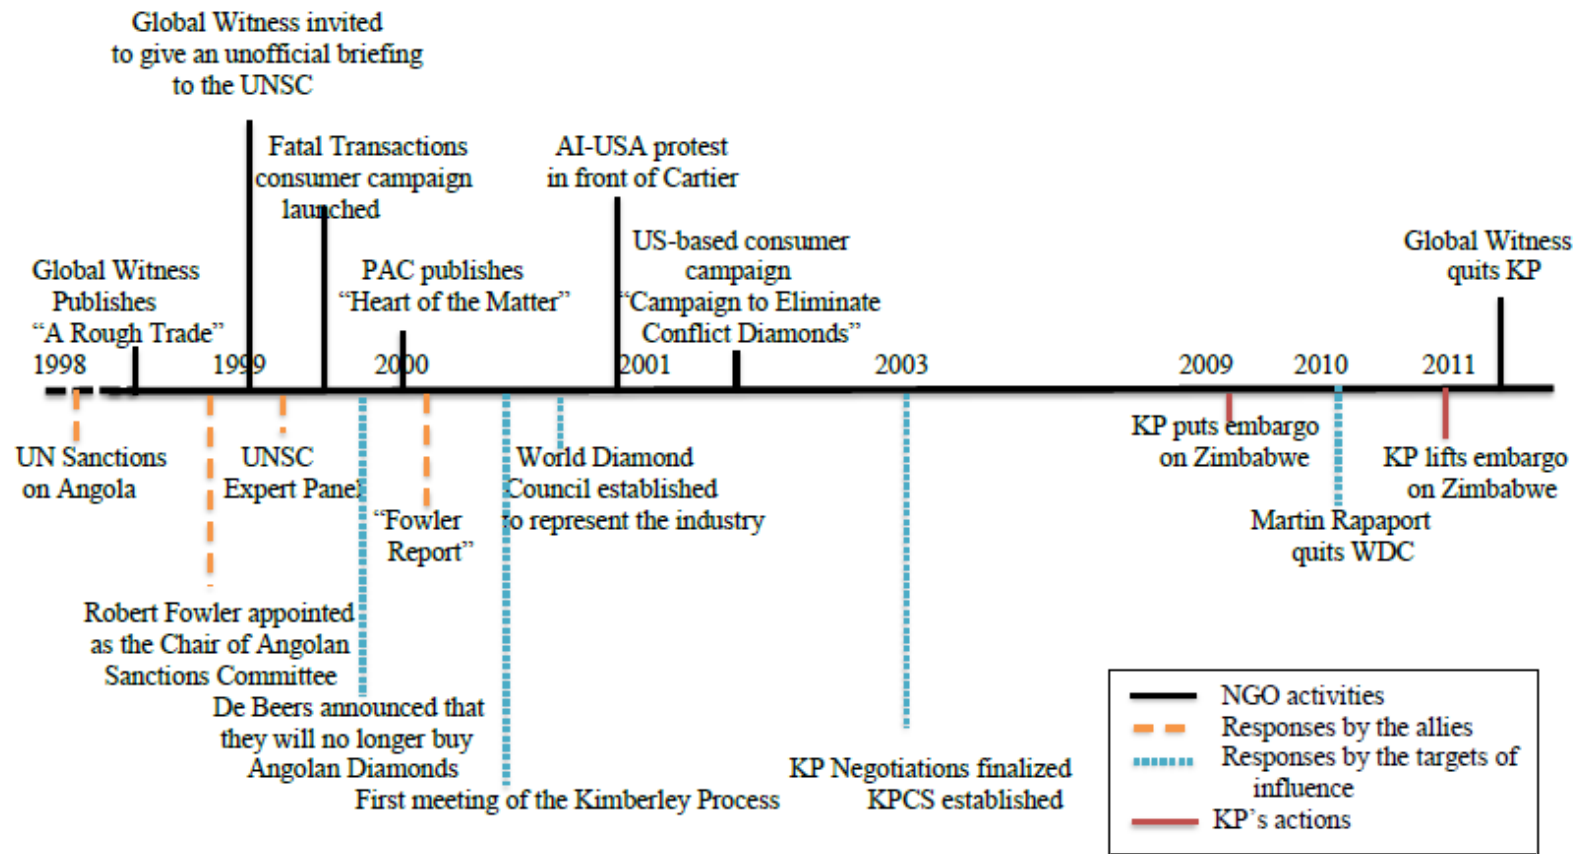 Global Witness invited
to give an unofficial briefing
to the UNSC
Fatal Transactions
consumer campaign
launched
AI-USA protest
in front of Cartier
US-based consumer
campaign
“Campaign to Eliminate
Conflict Diamonds”
Global Witness
quits KP
Global Witness
Publishes
“A Rough Trade”
PAC publishes
“Heart of the Matter”
1998 1999 2000 2001 2003 2009 2010 2011
UN Sanctions
on Angola
UNSC
Expert Panel
“Fowler
Report”
World Diamond
Council established
to represent the industry
KP puts embargo
on Zimbabwe
KP lifts embargo
on Zimbabwe
Martin Rapaport
quits WDC
Robert Fowler appointed
as the Chair of Angolan
Sanctions Committee
De Beers announced that
they will no longer buy
Angolan Diamonds
First meeting of the Kimberley Process
KP Negotiations finalized
KPCS established
NGO activities
Responses by the allies
Responses by the targets of
influence
KP’s actions